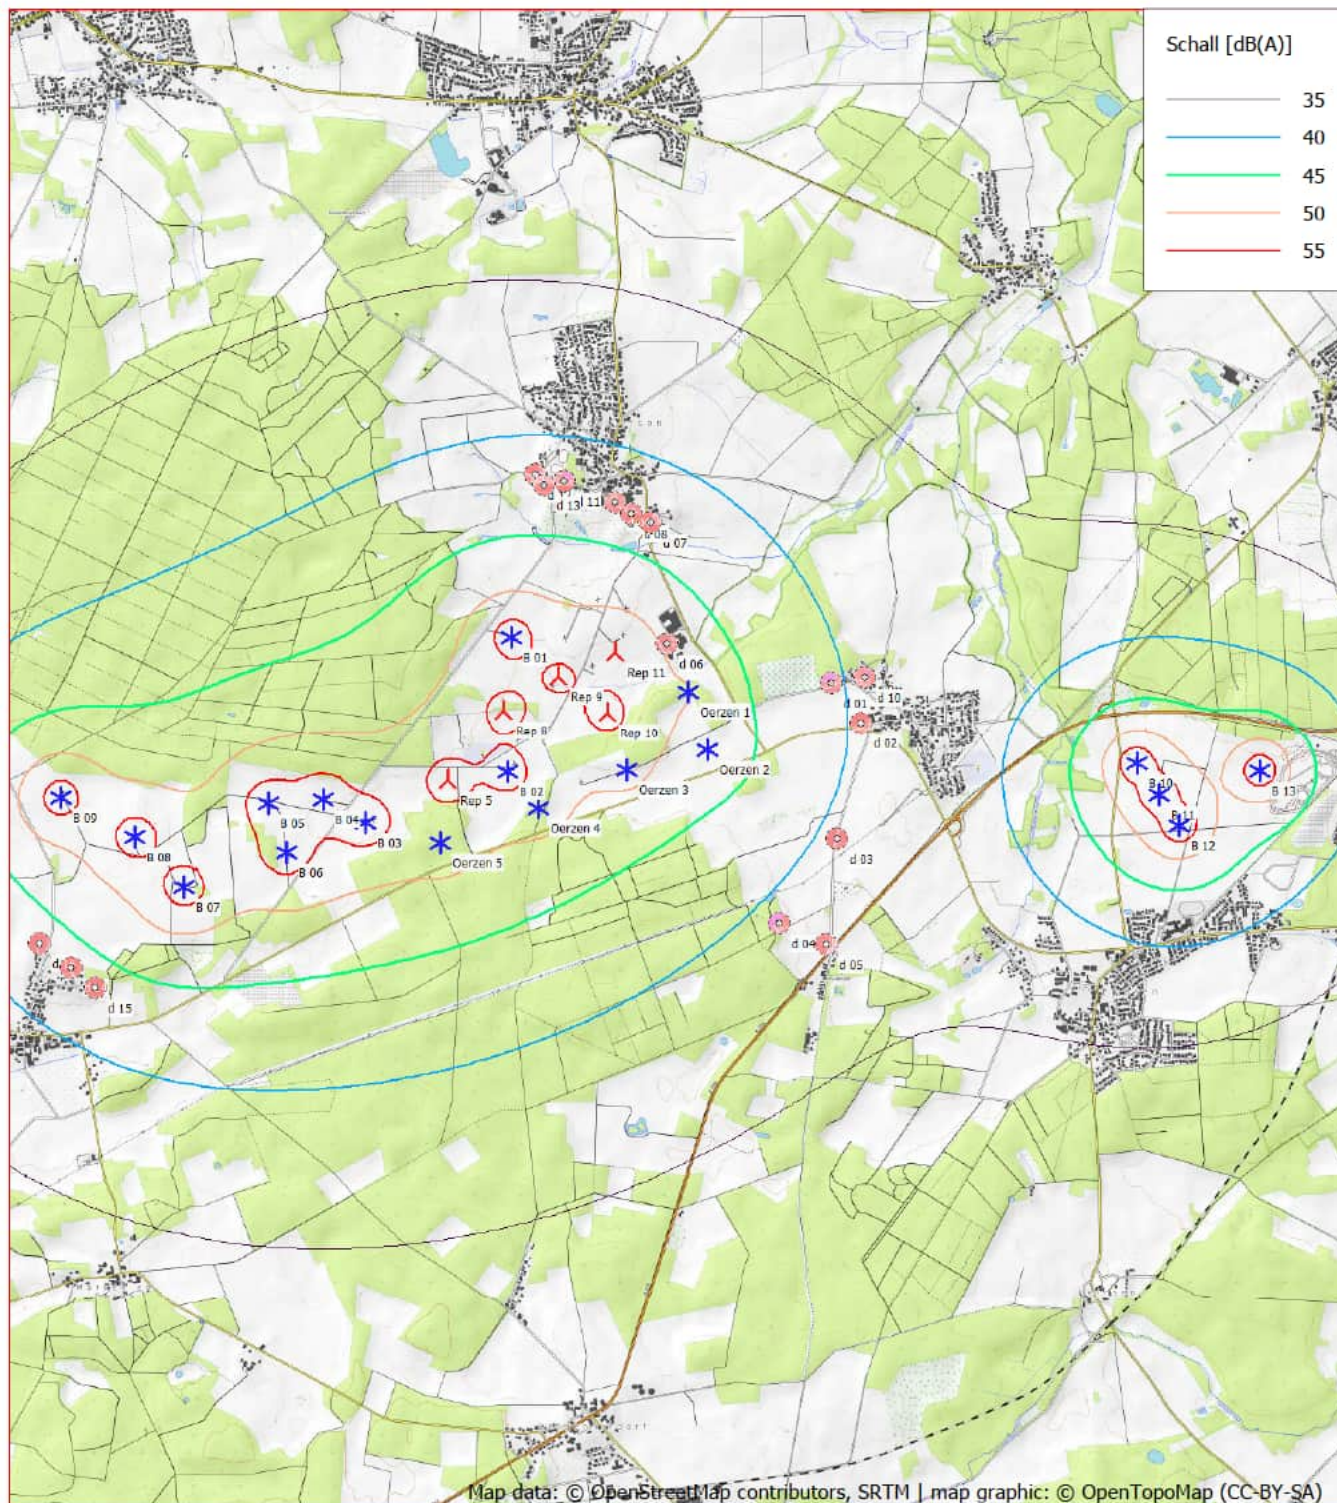 Schall [dB(A)]
35
40
45
50
55
d 13
11
08
07
B 01
Rep 11
d 06
Rep 9
Oerzen 1
d 01
d 10
Rep 8
Rep 10
d 02
Oerzen 2
B 02
Oerzen 3
Rep 5
B 10
B 13
B 09
B 05
B 04
B 11
Oerzen 4
B 03
B 12
B 08
Oerzen 5
d 03
B 06
B 07
d 04
d 05
d 15
Map data: © OpenStreetMap contributors, SRTM | map graphic: © OpenTopoMap (CC-BY-SA)